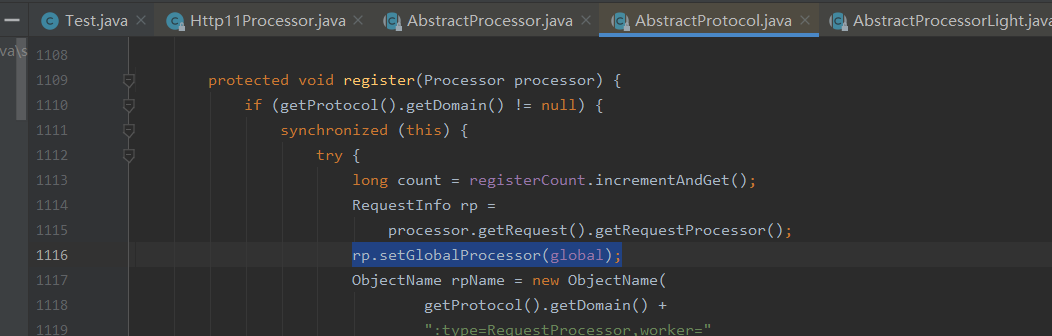 Test.java × Http11Processor.java × AbstractProcessor.java × AbstractProtocol.java × AbstractProcessorLight.java
va\s
1108
1109 protected void register(Processor processor) {
1110 if (getProtocol().getDomain() != null) {
1111 synchronized (this) {
1112 try {
1113 long count = registerCount.incrementAndGet();
1114 RequestInfo rp =
1115 processor.getRequest().getRequestProcessor();
1116 rp.setGlobalProcessor(global);
1117 ObjectName rpName = new ObjectName(
1118 getProtocol().getDomain() +
1119 ":type=RequestProcessor,worker="